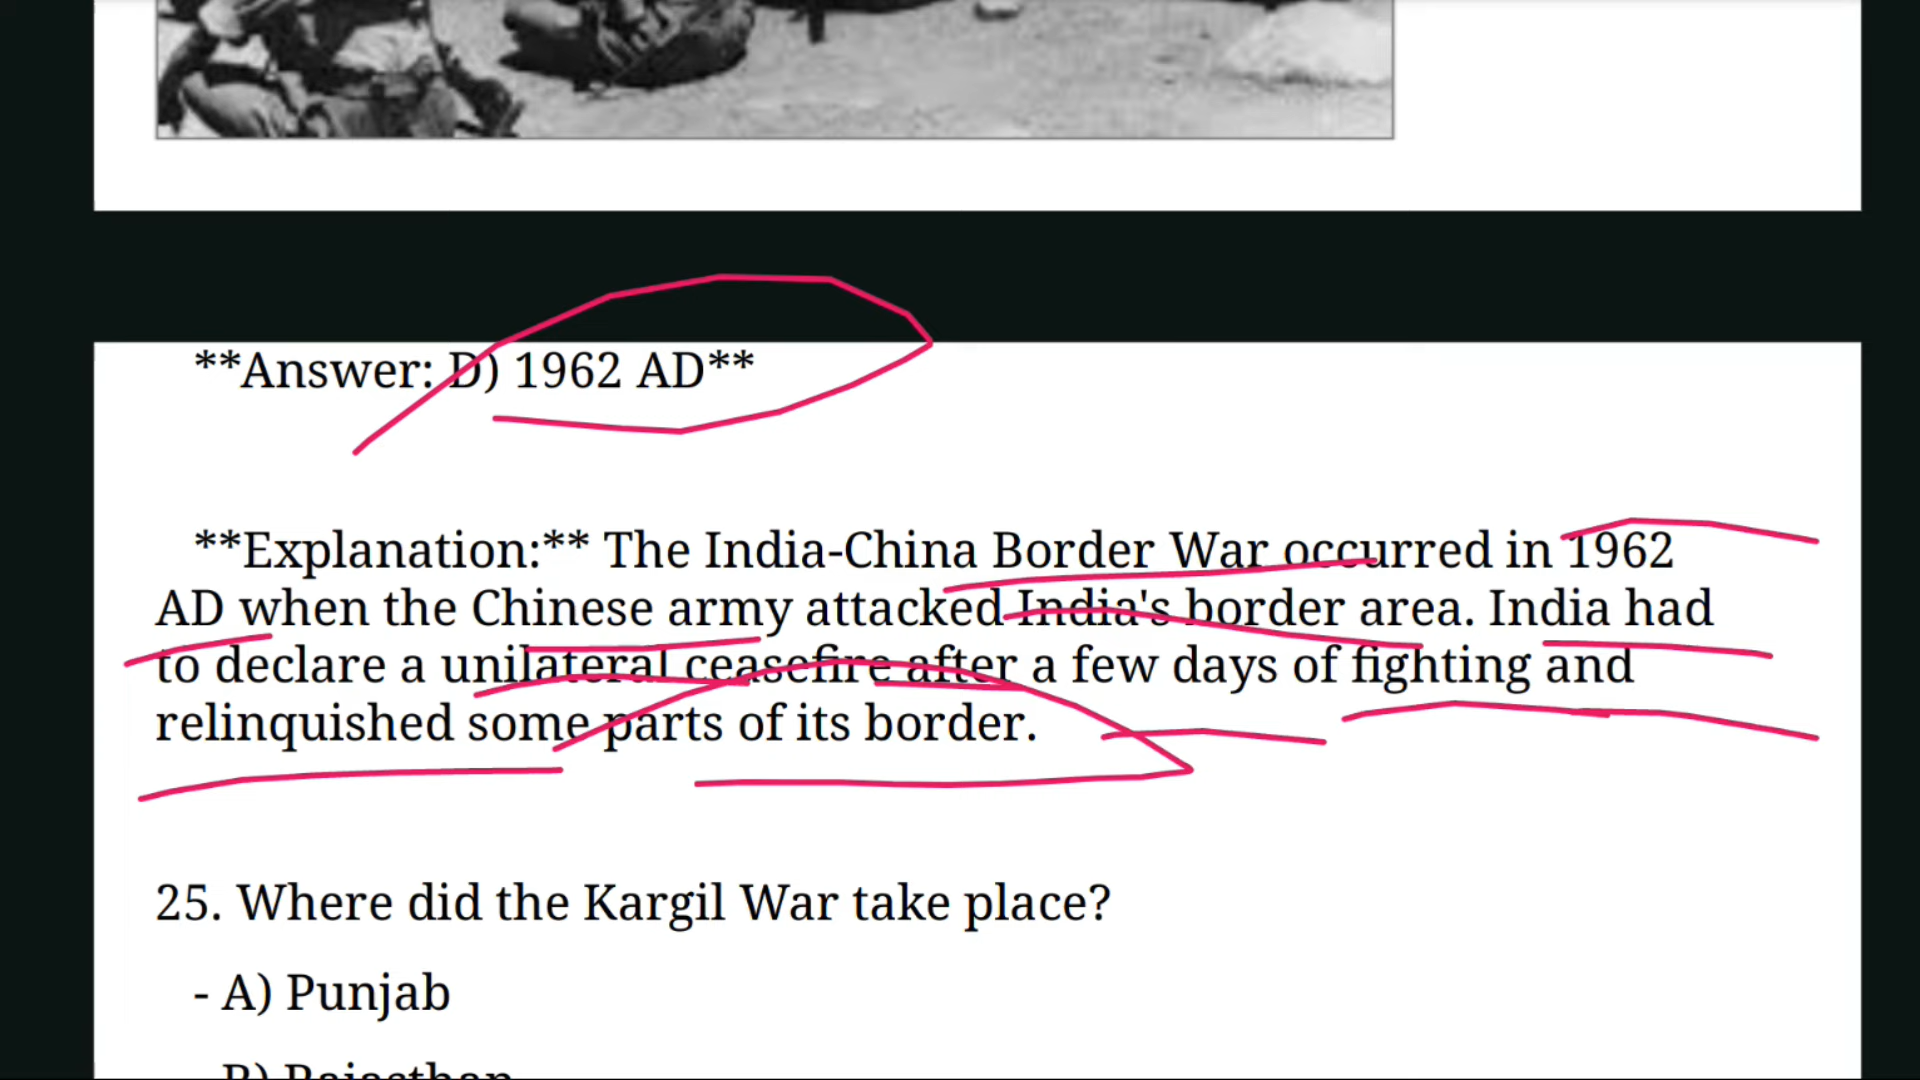 **Answer: D) 1962 AD**
**Explanation:** The India-China Border War occurred in 1962
AD when the Chinese army attacked India's border area. India had
to declare a unilateral ceasefire after a few days of fighting and
relinquished some parts of its border.
25. Where did the Kargil War take place?
- A) Punjab
B) Rajasthan